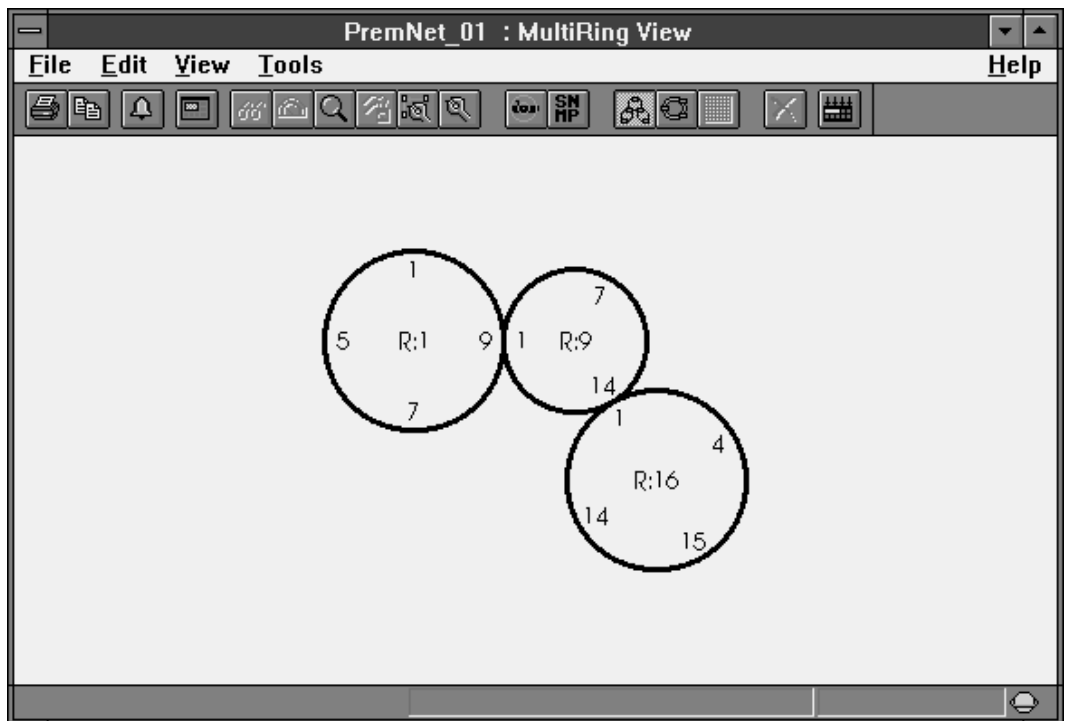 PremNet_01 : MultiRing View
File Edit View Tools Help
SN
MP
1
7
5 R:1 9 1 R:9
14
7 1
4
R:16
14
15